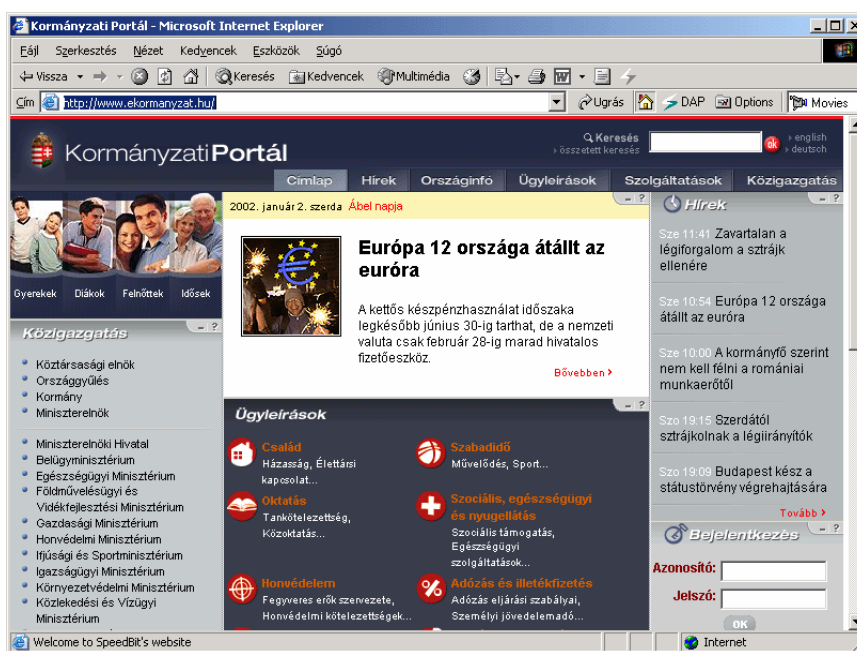 Kormányzati Portál - Microsoft Internet Explorer
Fájl Szerkesztés Nézet Kedvencek Eszközök Súgó
Vissza Keresés Kedvencek Multimédia
Cím http://www.ekormanyzat.hu/ Ugrás DAP Options Movies
KormányzatiPortál
Keresés
› összetett keresés
ok
› english
› deutsch
Címlap Hírek Országinfó Ügyleírások Szolgáltatások Közigazgatás
Gyerekek Diákok Felnőttek Idősek
Közigazgatás
Köztársasági elnök
Országgyűlés
Kormány
Miniszterelnök
Miniszterelnöki Hivatal
Belügyminisztérium
Egészségügyi Minisztérium
Földművelésügyi és
Vidékfejlesztési Minisztérium
Gazdasági Minisztérium
Honvédelmi Minisztérium
Ifjúsági és Sportminisztérium
Igazságügyi Minisztérium
Környezetvédelmi Minisztérium
Közlekedési és Vízügyi
Minisztérium
2002. január 2. szerda Ábel napja
Európa 12 országa átállt az
euróra
A kettős készpénzhasználat időszaka
legkésőbb június 30-ig tarthat, de a nemzeti
valuta csak február 28-ig marad hivatalos
fizetőeszköz.
Bővebben ›
Ügyleírások
Család
Házasság, Élettársi
kapcsolat...
Oktatás
Tankötelezettség,
Közoktatás...
Honvédelem
Fegyveres erők szervezete,
Honvédelmi kötelezettségek...
Szabadidő
Művelődés, Sport...
Szociális, egészségügyi
és nyugellátás
Szociális támogatás,
Egészségügyi
szolgáltatások...
Adózás és illetékfizetés
Adózás eljárási szabályai,
Személyi jövedelemadó...
Hírek
Sze 11:41 Zavartalan a
légiforgalom a sztrájk
ellenére
Sze 10:54 Európa 12 országa
átállt az euróra
Sze 10:00 A kormányfő szerint
nem kell félni a romániai
munkaerőtől
Szo 19:15 Szerdától
sztrájkolnak a légiirányítók
Szo 19:09 Budapest kész a
státustörvény végrehajtására
Tovább ›
Bejelentkezés
Azonosító:
Jelszó:
OK
Welcome to SpeedBit's website Internet